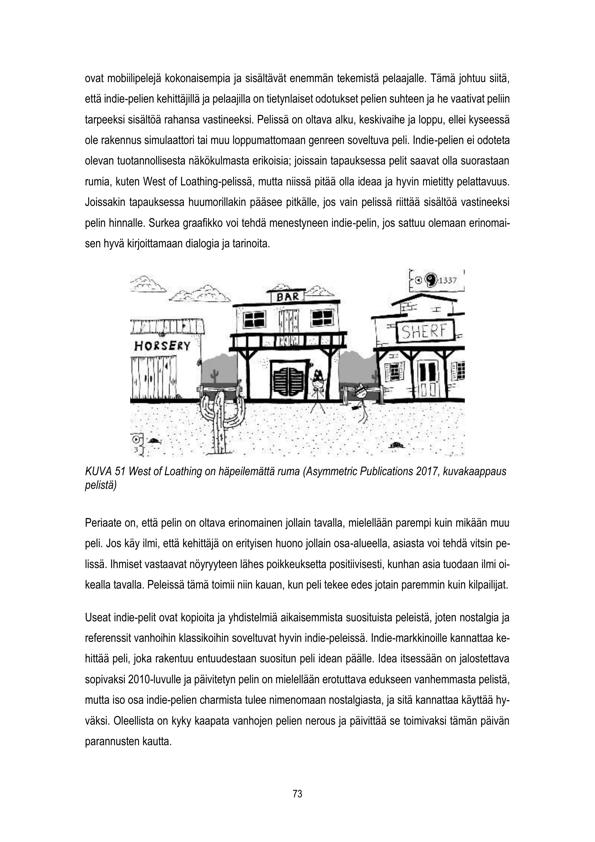 ovat mobiilipelejä kokonaisempia ja sisältävät enemmän tekemistä pelaajalle. Tämä johtuu siitä,
että indie-pelien kehittäjillä ja pelaajilla on tietynlaiset odotukset pelien suhteen ja he vaativat peliin
tarpeeksi sisältöä rahansa vastineeksi. Pelissä on oltava alku, keskivaihe ja loppu, ellei kyseessä
ole rakennus simulaattori tai muu loppumattomaan genreen soveltuva peli. Indie-pelien ei odoteta
olevan tuotannollisesta näkökulmasta erikoisia; joissain tapauksessa pelit saavat olla suorastaan
rumia, kuten West of Loathing-pelissä, mutta niissä pitää olla ideaa ja hyvin mietitty pelattavuus.
Joissakin tapauksessa huumorillakin pääsee pitkälle, jos vain pelissä riittää sisältöä vastineeksi
pelin hinnalle. Surkea graafikko voi tehdä menestyneen indie-pelin, jos sattuu olemaan erinomai-
sen hyvä kirjoittamaan dialogia ja tarinoita.
1337
BAR
SHERF
HORSERY
3
KUVA 51 West of Loathing on häpeilemättä ruma (Asymmetric Publications 2017, kuvakaappaus
pelistä)
Periaate on, että pelin on oltava erinomainen jollain tavalla, mielellään parempi kuin mikään muu
peli. Jos käy ilmi, että kehittäjä on erityisen huono jollain osa-alueella, asiasta voi tehdä vitsin pe-
lissä. Ihmiset vastaavat nöyryyteen lähes poikkeuksetta positiivisesti, kunhan asia tuodaan ilmi oi-
kealla tavalla. Peleissä tämä toimii niin kauan, kun peli tekee edes jotain paremmin kuin kilpailijat.
Useat indie-pelit ovat kopioita ja yhdistelmiä aikaisemmista suosituista peleistä, joten nostalgia ja
referenssit vanhoihin klassikoihin soveltuvat hyvin indie-peleissä. Indie-markkinoille kannattaa ke-
hittää peli, joka rakentuu entuudestaan suositun peli idean päälle. Idea itsessään on jalostettava
sopivaksi 2010-luvulle ja päivitetyn pelin on mielellään erotuttava edukseen vanhemmasta pelistä,
mutta iso osa indie-pelien charmista tulee nimenomaan nostalgiasta, ja sitä kannattaa käyttää hy-
väksi. Oleellista on kyky kaapata vanhojen pelien nerous ja päivittää se toimivaksi tämän päivän
parannusten kautta.
73